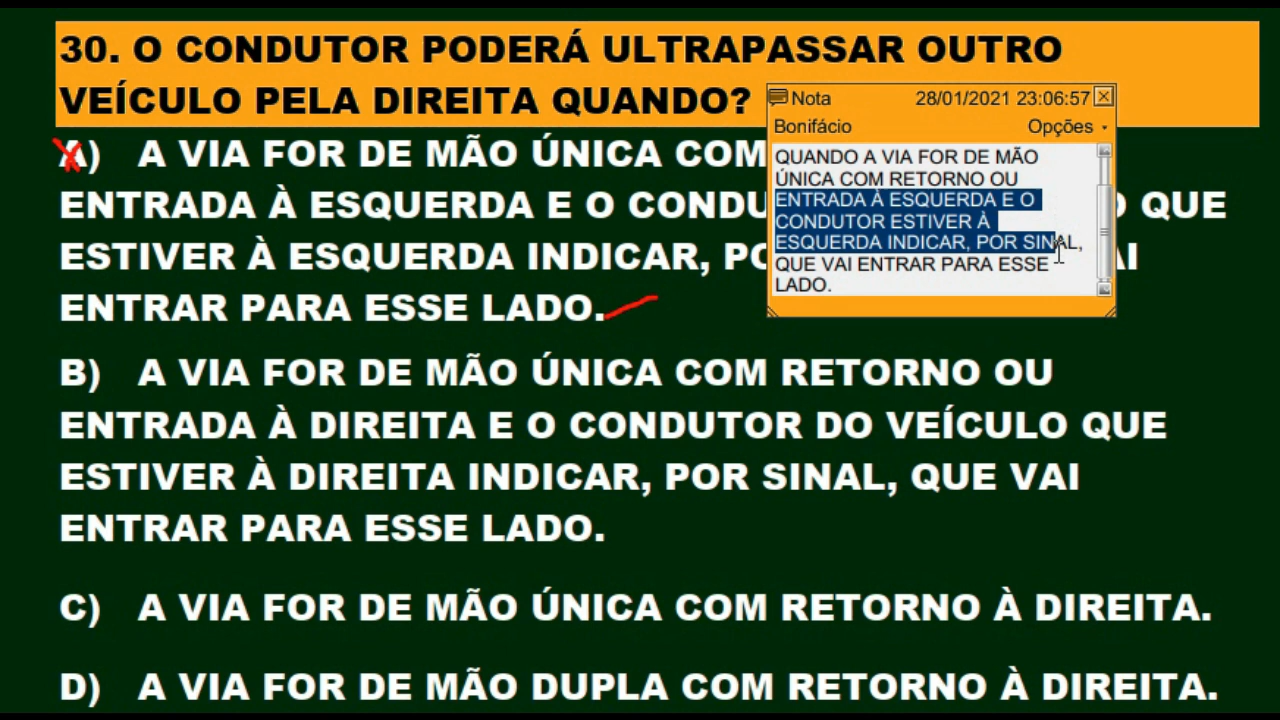 30. O CONDUTOR PODERÁ ULTRAPASSAR OUTRO
VEÍCULO PELA DIREITA QUANDO?
A) A VIA FOR DE MÃO ÚNICA COM
ENTRADA À ESQUERDA E O QUE
ESTIVER À ESQUERDA INDICAR,
ENTRAR PARA ESSE LADO.
Nota 28/01/2021 23:06:57
Bonifácio Opções
QUANDO A VIA FOR DE MÃO
ÚNICA COM RETORNO OU
ENTRADA À ESQUERDA E O
CONDUTOR ESTIVER À
ESQUERDA INDICAR, POR SINAL,
QUE VAI ENTRAR PARA ESSE
LADO.
B) A VIA FOR DE MÃO ÚNICA COM RETORNO OU
ENTRADA À DIREITA E O CONDUTOR DO VEÍCULO QUE
ESTIVER À DIREITA INDICAR, POR SINAL, QUE VAI
ENTRAR PARA ESSE LADO.
C) A VIA FOR DE MÃO ÚNICA COM RETORNO À DIREITA.
D) A VIA FOR DE MÃO DUPLA COM RETORNO À DIREITA.